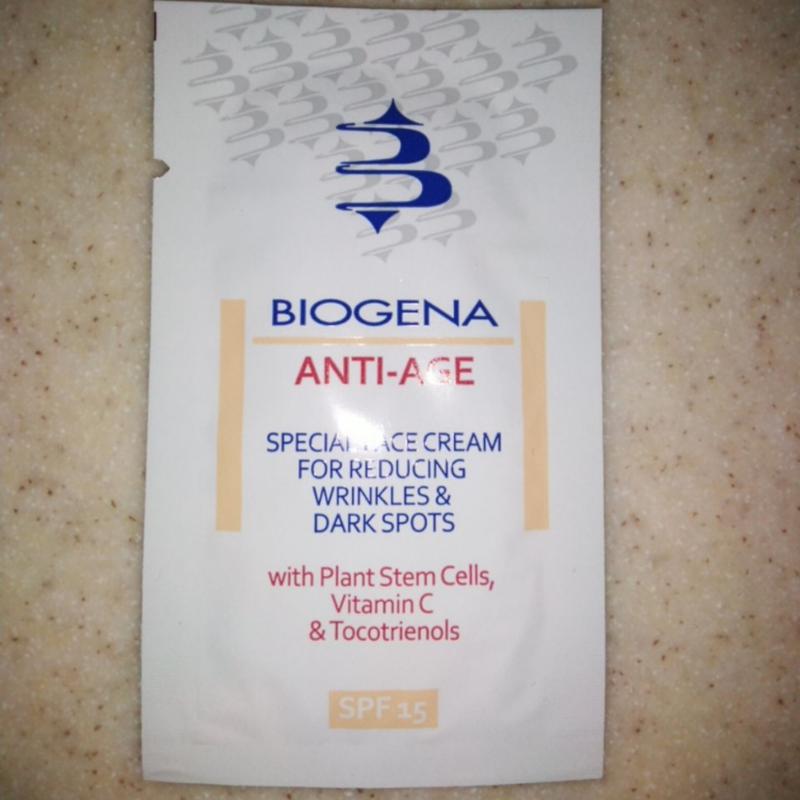 BIOGENA
ANTI-AGE
SPECIAL FACE CREAM
FOR REDUCING
WRINKLES &
DARK SPOTS
with Plant Stem Cells,
Vitamin C
& Tocotrienols
SPF 15